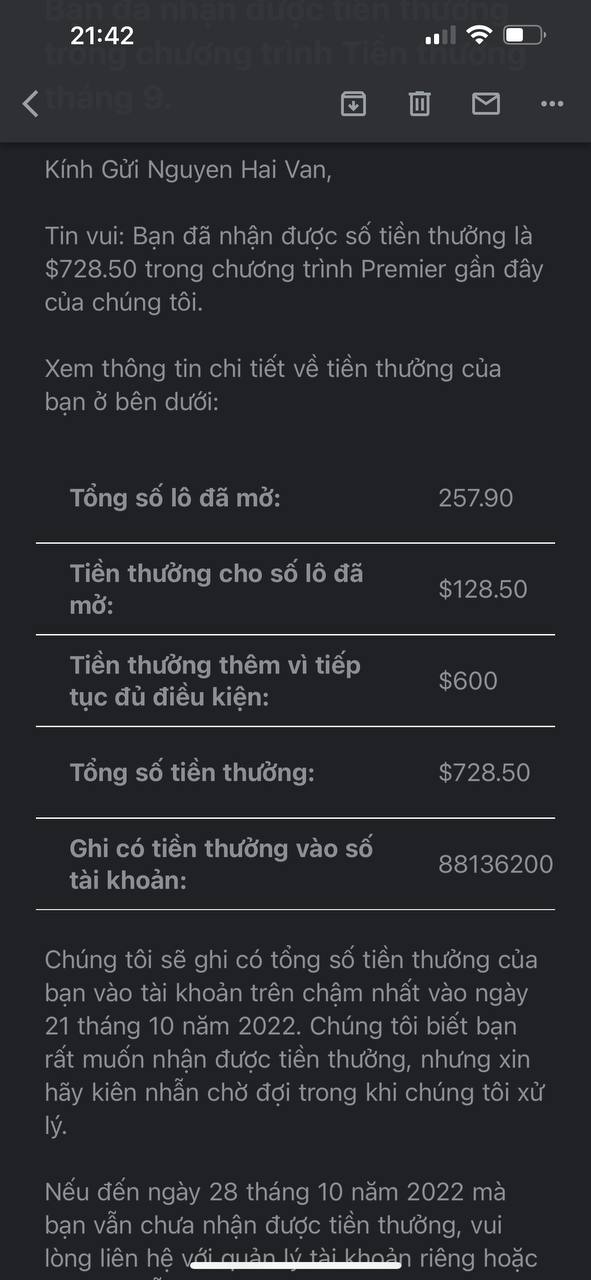 Bạn đã nhận được tiền thưởng
21:42
trong chương trình Tiền thưởng
tháng 9.
Kính Gửi Nguyen Hai Van,
Tin vui: Bạn đã nhận được số tiền thưởng là
$728.50 trong chương trình Premier gần đây
của chúng tôi.
Xem thông tin chi tiết về tiền thưởng của
bạn ở bên dưới:
Tổng số lô đã mở: 257.90
Tiền thưởng cho số lô đã
mở: $128.50
Tiền thưởng thêm vì tiếp
tục đủ điều kiện: $600
Tổng số tiền thưởng: $728.50
Ghi có tiền thưởng vào số
tài khoản: 88136200
Chúng tôi sẽ ghi có tổng số tiền thưởng của
bạn vào tài khoản trên chậm nhất vào ngày
21 tháng 10 năm 2022. Chúng tôi biết bạn
rất muốn nhận được tiền thưởng, nhưng xin
hãy kiên nhẫn chờ đợi trong khi chúng tôi xử
lý.
Nếu đến ngày 28 tháng 10 năm 2022 mà
bạn vẫn chưa nhận được tiền thưởng, vui
lòng liên hệ với quản lý tài khoản riêng hoặc